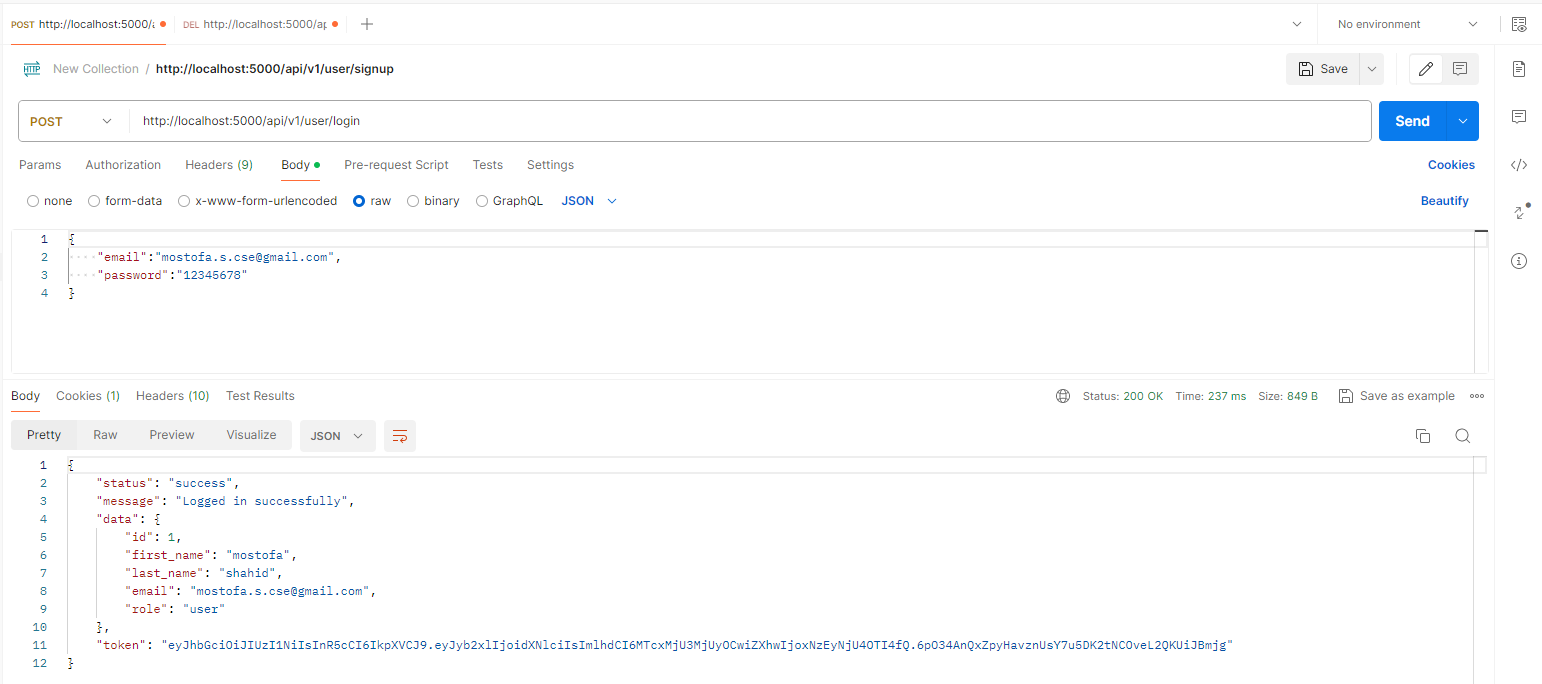 POST http://localhost:5000/a DEL http://localhost:5000/ap No environment
HTTP New Collection / http://localhost:5000/api/v1/user/signup Save
POST http://localhost:5000/api/v1/user/login Send
Params Authorization Headers (9) Body Pre-request Script Tests Settings Cookies
none form-data x-www-form-urlencoded raw binary GraphQL JSON Beautify
1 {
2 "email":"mostofa.s.cse@gmail.com",
3 "password":"12345678"
4 }
Body Cookies (1) Headers (10) Test Results Status: 200 OK Time: 237 ms Size: 849 B Save as example
Pretty Raw Preview Visualize JSON
1 {
2 "status": "success",
3 "message": "Logged in successfully",
4 "data": {
5 "id": 1,
6 "first_name": "mostofa",
7 "last_name": "shahid",
8 "email": "mostofa.s.cse@gmail.com",
9 "role": "user"
10 },
11 "token": "eyJhbGciOiJIUzI1NiIsInR5cCI6IkpXVCJ9.eyJyb2xlIjoidXNlciIsImlhdCI6MTcxMjU3MjUyOCwiZXhwIjoxNzEyNjU4OTI4fQ.6pO34AnQxZpyHavznUsY7u5DK2tNCOveL2QKUiJBmjg"
12 }